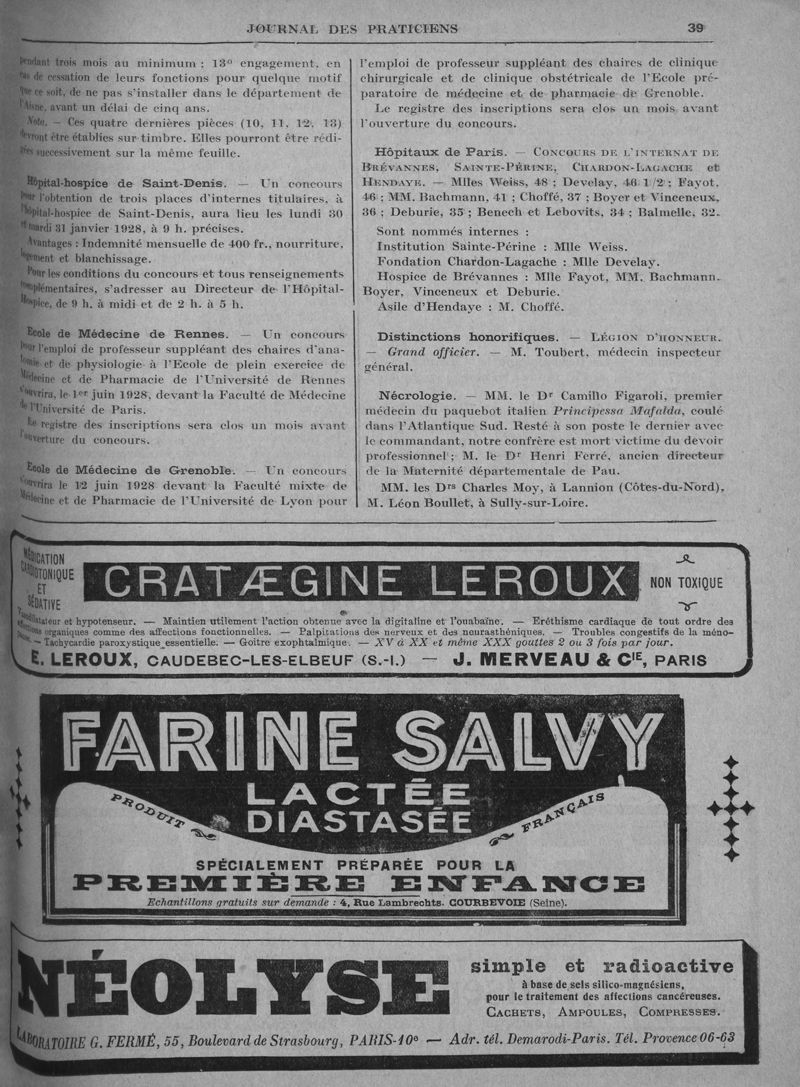 JOURNAL DES PRATICIENS 39
pendant trois mois au minimum ; 13° engagement, en
cas de cessation de leurs fonctions pour quelque motif
que ce soit, de ne pas s'installer dans le département de
l'Aisne, avant un délai de cinq ans.
Note. — Ces quatre dernières pièces (10, 11, 12, 13)
devront être établies sur timbre. Elles pourront être rédi-
gées successivement sur la même feuille.
Hôpital-hospice de Saint-Denis. — Un concours
pour l'obtention de trois places d'internes titulaires, à
l'hôpital-hospice de Saint-Denis, aura lieu les lundi 30
et mardi 31 janvier 1928, à 9 h. précises.
Avantages : Indemnité mensuelle de 400 fr., nourriture,
logement et blanchissage.
Pour les conditions du concours et tous renseignements
complémentaires, s'adresser au Directeur de l'Hôpital-
Hospice, de 9 h. à midi et de 2 h. à 5 h.
Ecole de Médecine de Rennes. — Un concours
pour l'emploi de professeur suppléant des chaires d'ana-
tomie et de physiologie à l'Ecole de plein exercice de
Médecine et de Pharmacie de l'Université de Rennes
s'ouvrira, le 1er juin 1928, devant la Faculté de Médecine
de l'Université de Paris.
Le registre des inscriptions sera clos un mois avant
l'ouverture du concours.
Ecole de Médecine de Grenoble. — Un concours
s'ouvrira le 12 juin 1928 devant la Faculté mixte de
Médecine et de Pharmacie de l'Université de Lyon pour
l'emploi de professeur suppléant des chaires de clinique
chirurgicale et de clinique obstétricale de l'Ecole pré-
paratoire de médecine et de pharmacie de Grenoble.
Le registre des inscriptions sera clos un mois avant
l'ouverture du concours.
Hôpitaux de Paris. — CONCOURS DE L'INTERNAT DE
BRÉVANNES, SAINTE-PÉRINE, CHARDON-LAGACHE et
HENDAYE. — Mlles Weiss, 48 ; Develay, 46 1/2 ; Fayot,
46 ; MM. Bachmann, 41 ; Choffé, 37 ; Boyer et Vinceneux,
36 ; Deburie, 35 ; Benech et Lebovits, 34 ; Balmelle, 32.
Sont nommés internes :
Institution Sainte-Périne : Mlle Weiss.
Fondation Chardon-Lagache : Mlle Develay.
Hospice de Brévannes : Mlle Fayot, MM. Bachmann,
Boyer, Vinceneux et Deburie.
Asile d'Hendaye : M. Choffé.
Distinctions honorifiques. — LÉGION D'HONNEUR.
— Grand officier. — M. Toubert, médecin inspecteur
général.
Nécrologie. — MM. le Dr Camillo Figaroli, premier
médecin du paquebot italien Principessa Mafalda, coulé
dans l'Atlantique Sud. Resté à son poste le dernier avec
le commandant, notre confrère est mort victime du devoir
professionnel ; M. le Dr Henri Ferré, ancien directeur
de la Maternité départementale de Pau.
MM. les Drs Charles Moy, à Lannion (Côtes-du-Nord),
M. Léon Boullet, à Sully-sur-Loire.
MÉDICATION
CARDIOTONIQUE
ET
SÉDATIVE
CRATÆGINE LEROUX
NON TOXIQUE
Vasodilatateur et hypotenseur. — Maintien utilement l'action obtenue avec la digitaline et l'ouabaïne. — Eréthisme cardiaque de tout ordre des
affections organiques comme des affections fonctionnelles. — Palpitations des nerveux et des neurasthéniques. — Troubles congestifs de la méno-
pause. — Tachycardie paroxystique essentielle. — Goitre exophtalmique. — XV à XX et même XXX gouttes 2 ou 3 fois par jour.
E. LEROUX, CAUDEBEC-LES-ELBEUF (S.-I.) — J. MERVEAU & CIE, PARIS
FARINE SALVY
LACTÉE
DIASTASÉE
PRODUIT FRANÇAIS
SPÉCIALEMENT PRÉPARÉE POUR LA
PREMIÈRE ENFANCE
Echantillons gratuits sur demande : 4, Rue Lambrechts. COURBEVOIE (Seine).
NÉOLYSE
simple et radioactive
à base de sels silico-magnésiens,
pour le traitement des affections cancéreuses.
CACHETS, AMPOULES, COMPRESSES.
LABORATOIRE G. FERMÉ, 55, Boulevard de Strasbourg, PARIS-10e — Adr. tél. Demarodi-Paris. Tél. Provence 06-63